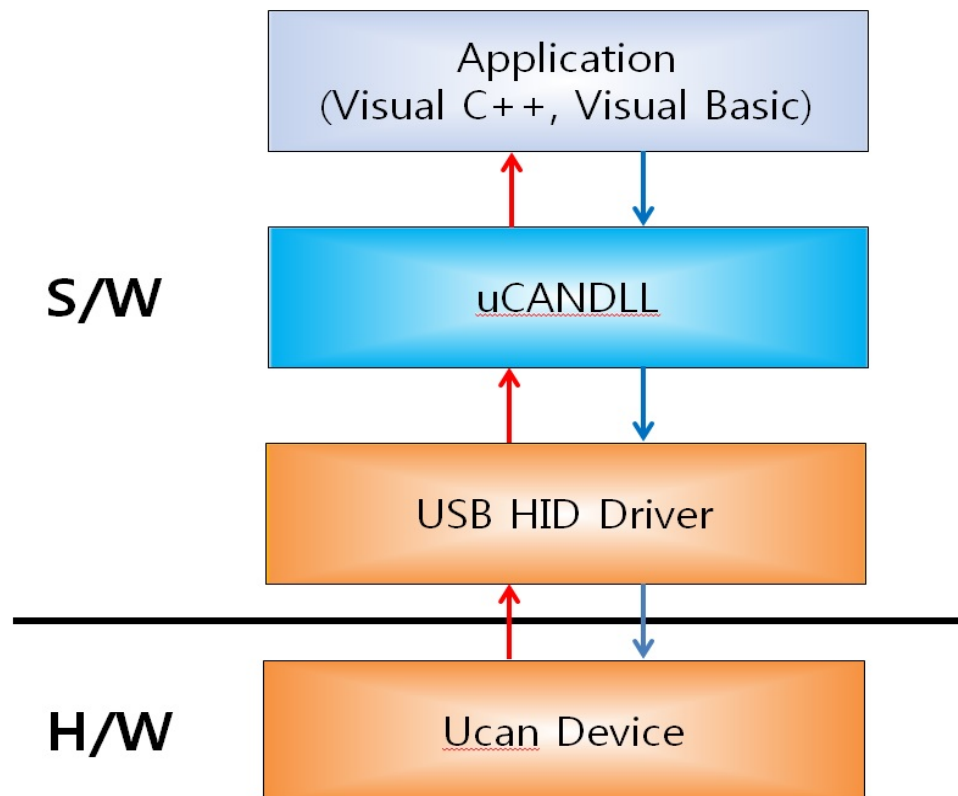 Application
(Visual C++, Visual Basic)
S/W
uCANDLL
USB HID Driver
H/W
Ucan Device